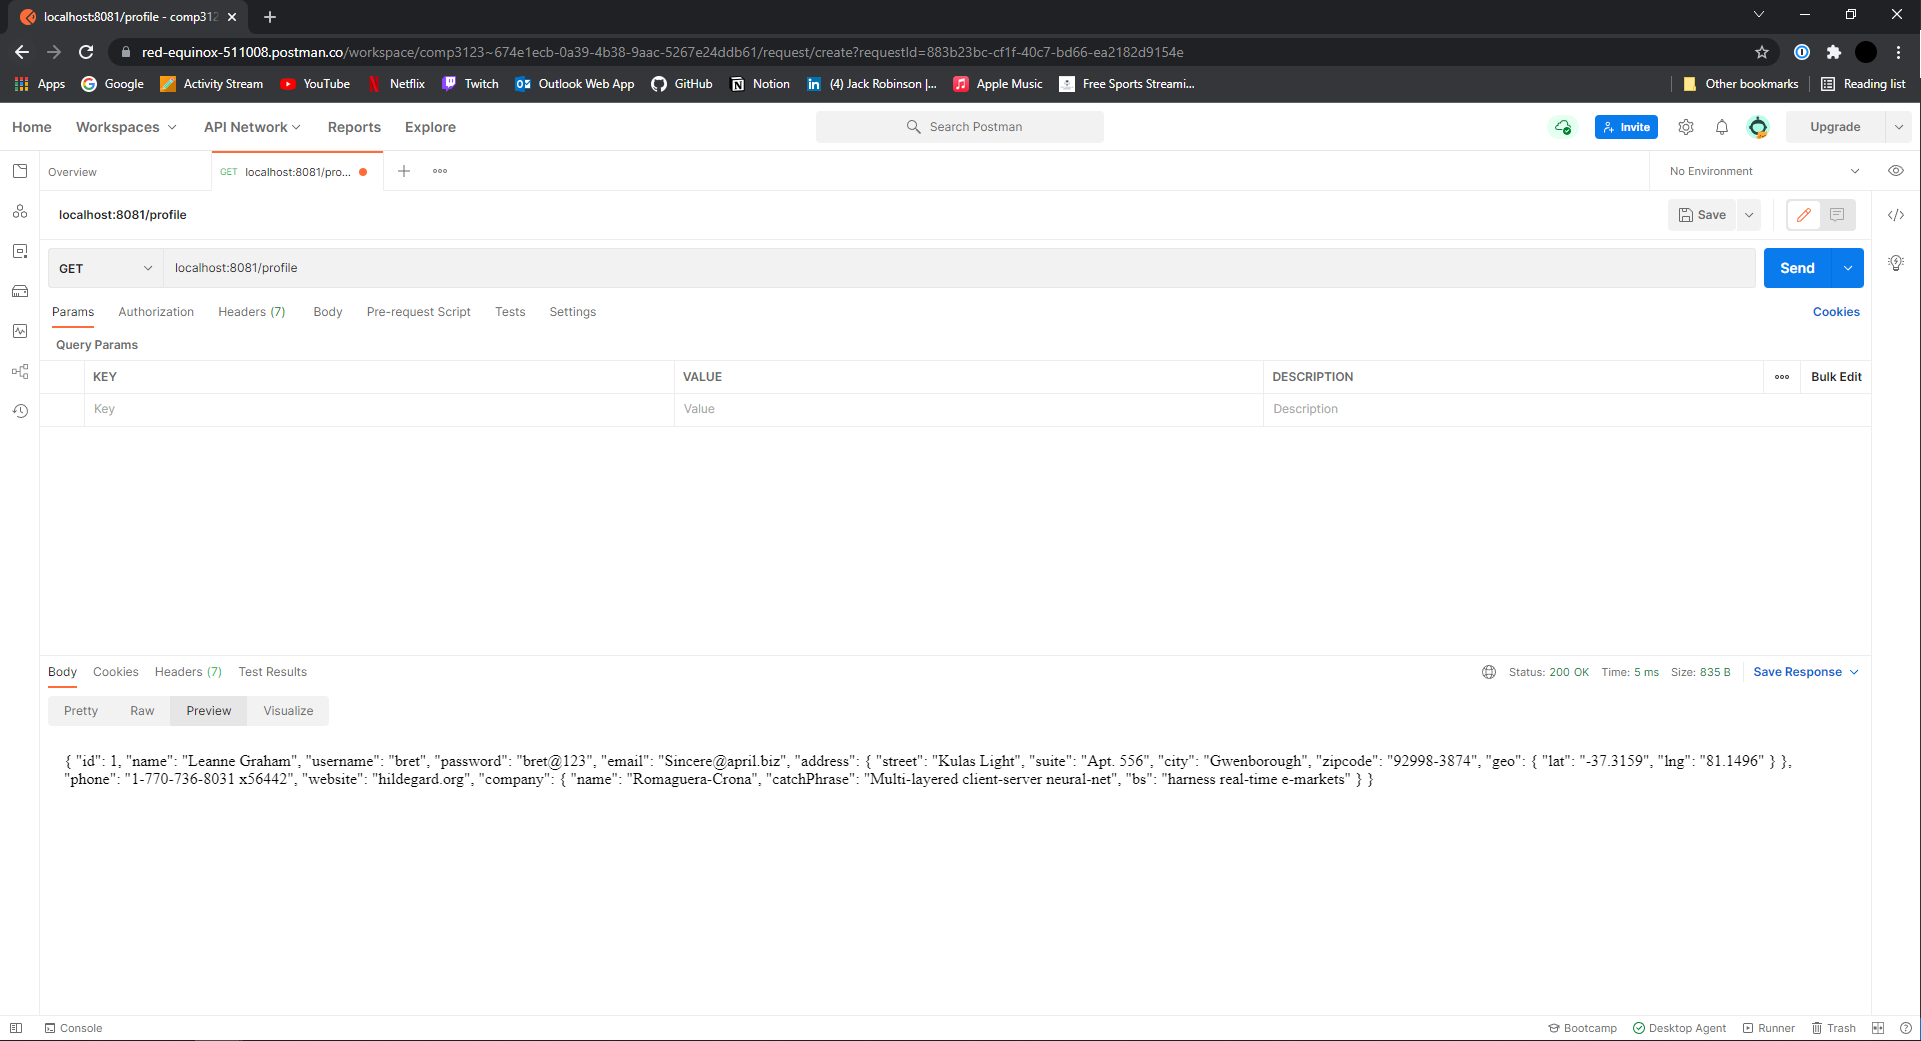 localhost:8081/profile - comp312
red-equinox-511008.postman.co/workspace/comp3123~674e1ecb-0a39-4b38-9aac-5267e24ddb61/request/create?requestId=883b23bc-cf1f-40c7-bd66-ea2182d9154e
Apps Google Activity Stream YouTube Netflix Twitch Outlook Web App GitHub Notion (4) Jack Robinson |... Apple Music Free Sports Streami... Other bookmarks Reading list
Home Workspaces API Network Reports Explore Search Postman Invite Upgrade
Overview GET localhost:8081/pro... No Environment
localhost:8081/profile Save
GET localhost:8081/profile Send
Params Authorization Headers (7) Body Pre-request Script Tests Settings Cookies
Query Params
KEY VALUE DESCRIPTION Bulk Edit
Key Value Description
Body Cookies Headers (7) Test Results Status: 200 OK Time: 5 ms Size: 835 B Save Response
Pretty Raw Preview Visualize
{ "id": 1, "name": "Leanne Graham", "username": "bret", "password": "bret@123", "email": "Sincere@april.biz", "address": { "street": "Kulas Light", "suite": "Apt. 556", "city": "Gwenborough", "zipcode": "92998-3874", "geo": { "lat": "-37.3159", "lng": "81.1496" } },
"phone": "1-770-736-8031 x56442", "website": "hildegard.org", "company": { "name": "Romaguera-Crona", "catchPhrase": "Multi-layered client-server neural-net", "bs": "harness real-time e-markets" } }
Console Bootcamp Desktop Agent Runner Trash